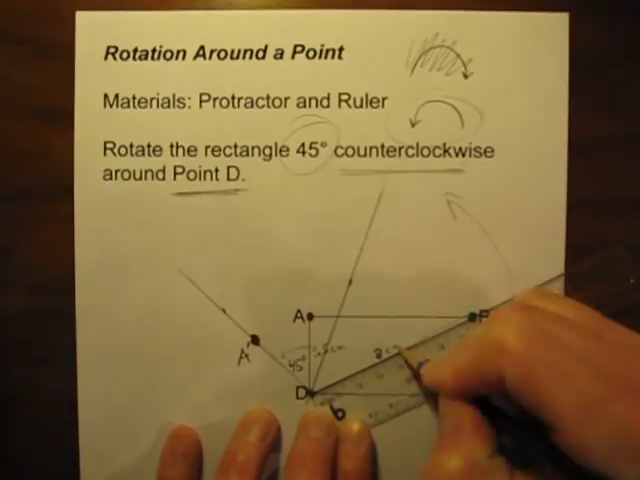 Rotation Around a Point
Materials: Protractor and Ruler
Rotate the rectangle 45° counterclockwise
around Point D.
A
A'
45°
D